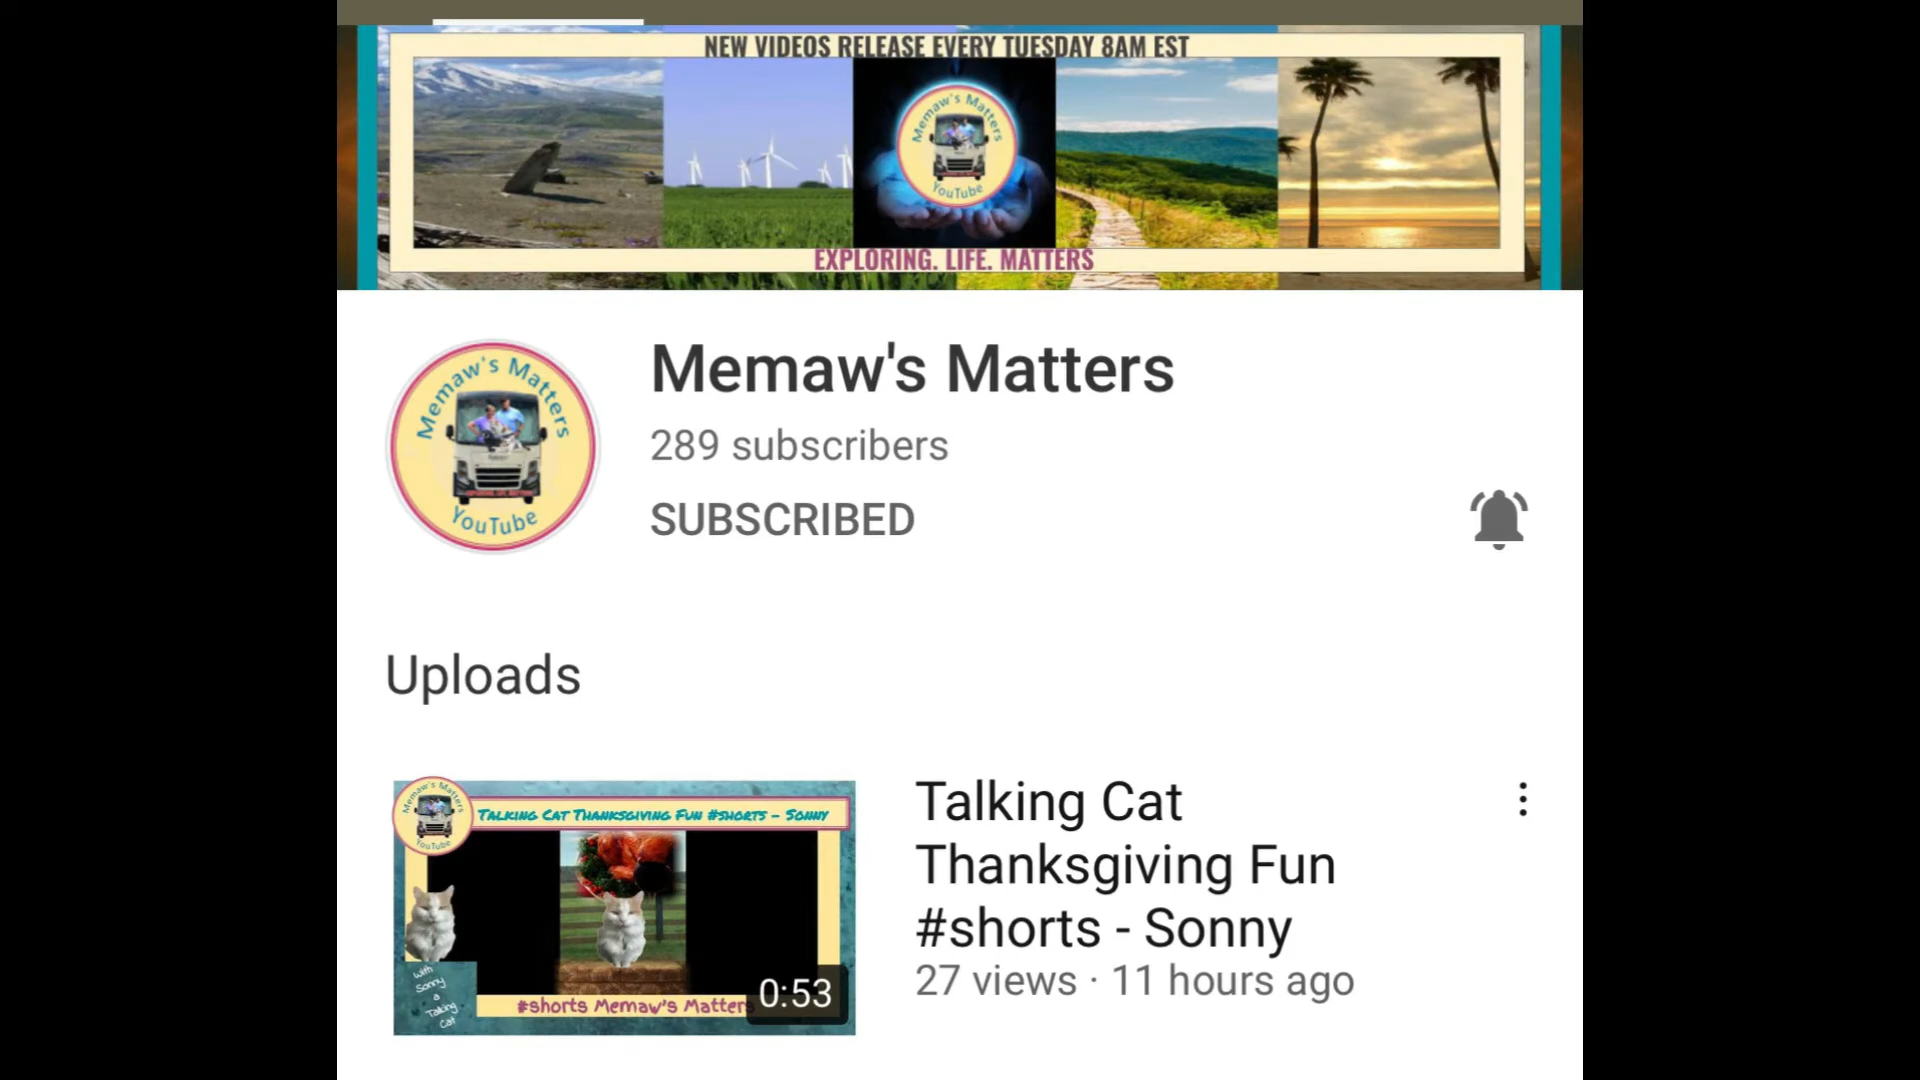 NEW VIDEOS RELEASE EVERY TUESDAY 8AM EST
Memaw's Matters
YouTube
EXPLORING. LIFE. MATTERS
Memaw's Matters
YouTube
Memaw's Matters
289 subscribers
SUBSCRIBED
Uploads
Memaw's Matters
YouTube
TALKING CAT THANKSGIVING FUN #SHORTS - SONNY
With
Sonny
a
Talking
Cat
#shorts Memaw's Matters
0:53
Talking Cat
Thanksgiving Fun
#shorts - Sonny
27 views · 11 hours ago